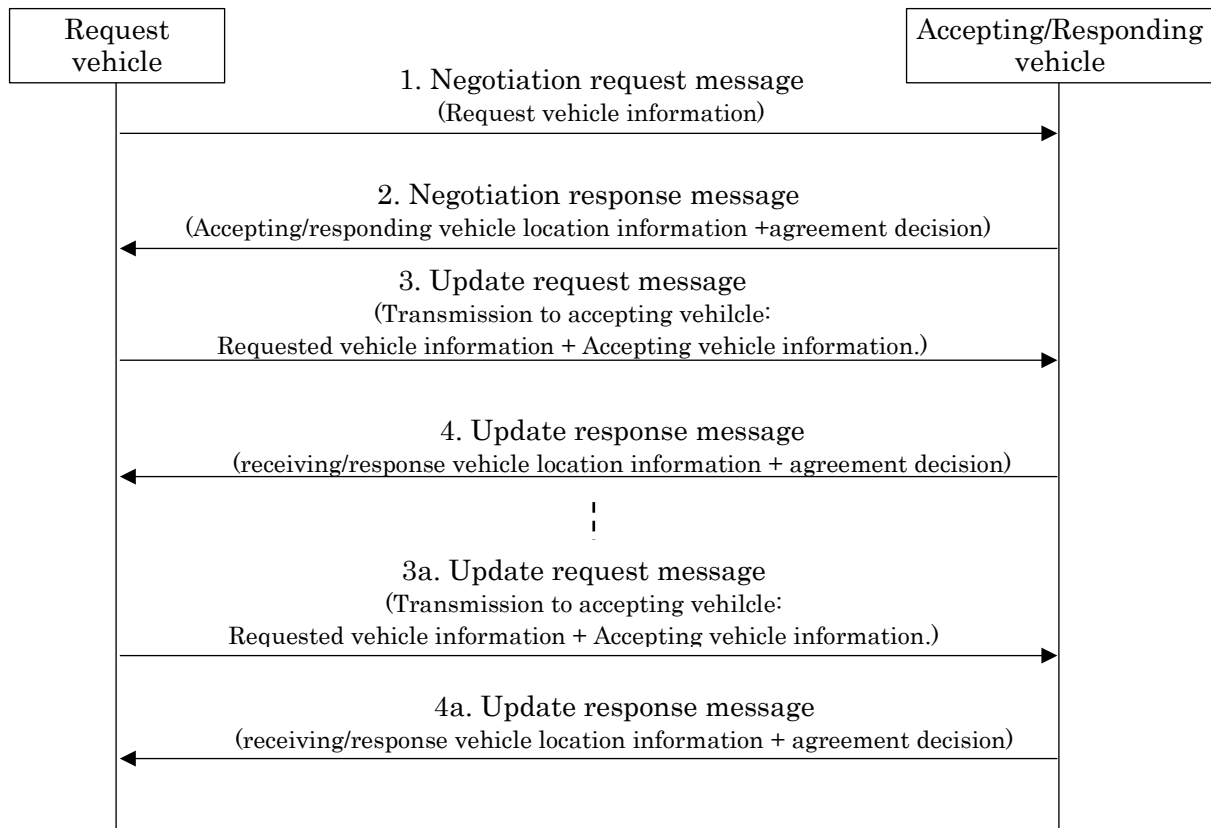 Request
vehicle
Accepting/Responding
vehicle
1. Negotiation request message
(Request vehicle information)
2. Negotiation response message
(Accepting/responding vehicle location information +agreement decision)
3. Update request message
(Transmission to accepting vehilcle:
Requested vehicle information + Accepting vehicle information.)
4. Update response message
(receiving/response vehicle location information + agreement decision)
3a. Update request message
(Transmission to accepting vehilcle:
Requested vehicle information + Accepting vehicle information.)
4a. Update response message
(receiving/response vehicle location information + agreement decision)